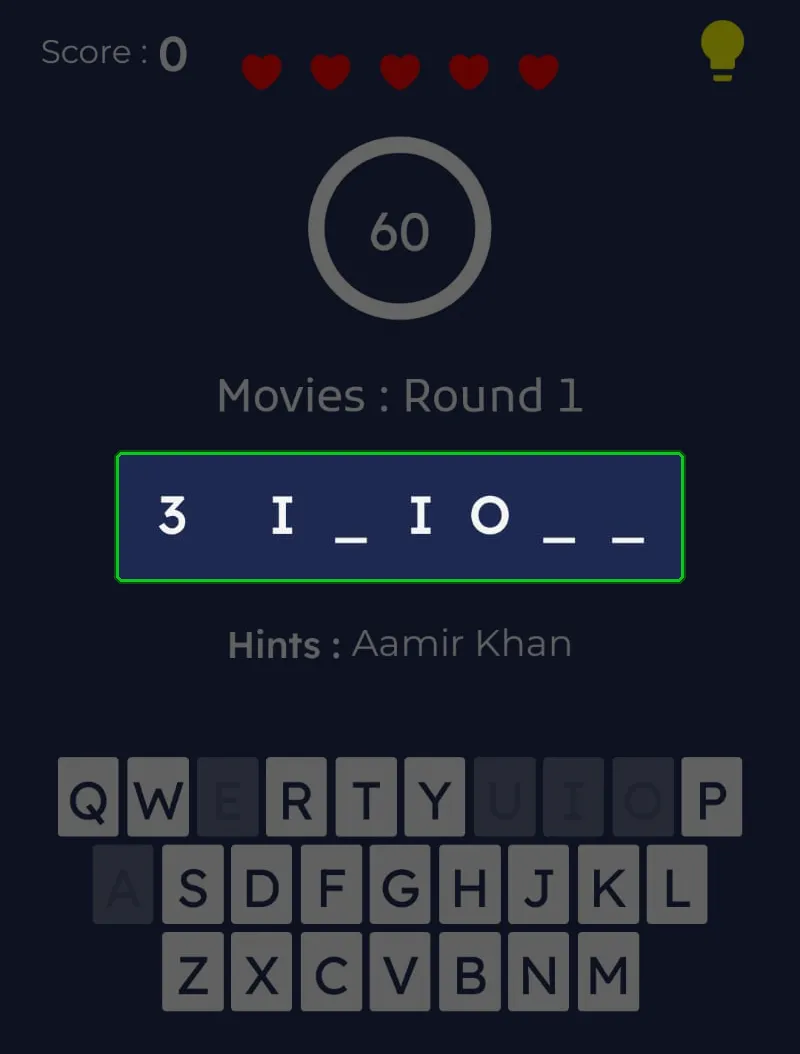 Score : 0
60
Movies : Round 1
3 I _ I O _ _
Hints : Aamir Khan
Q W E R T Y U I O P
A S D F G H J K L
Z X C V B N M